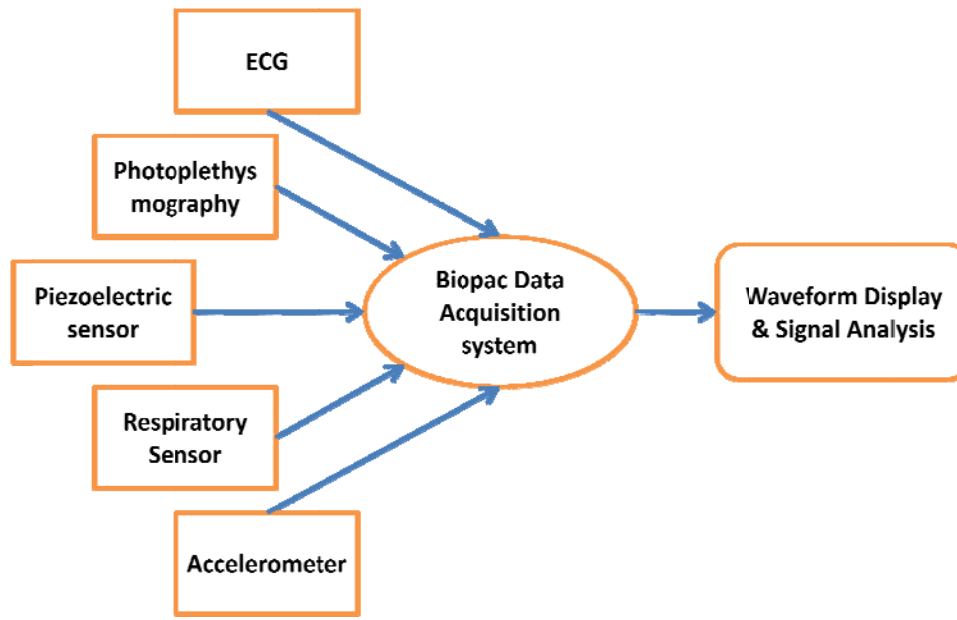 ECG
Photoplethys
mography
Piezoelectric
sensor
Respiratory
Sensor
Accelerometer
Biopac Data
Acquisition
system
Waveform Display
& Signal Analysis